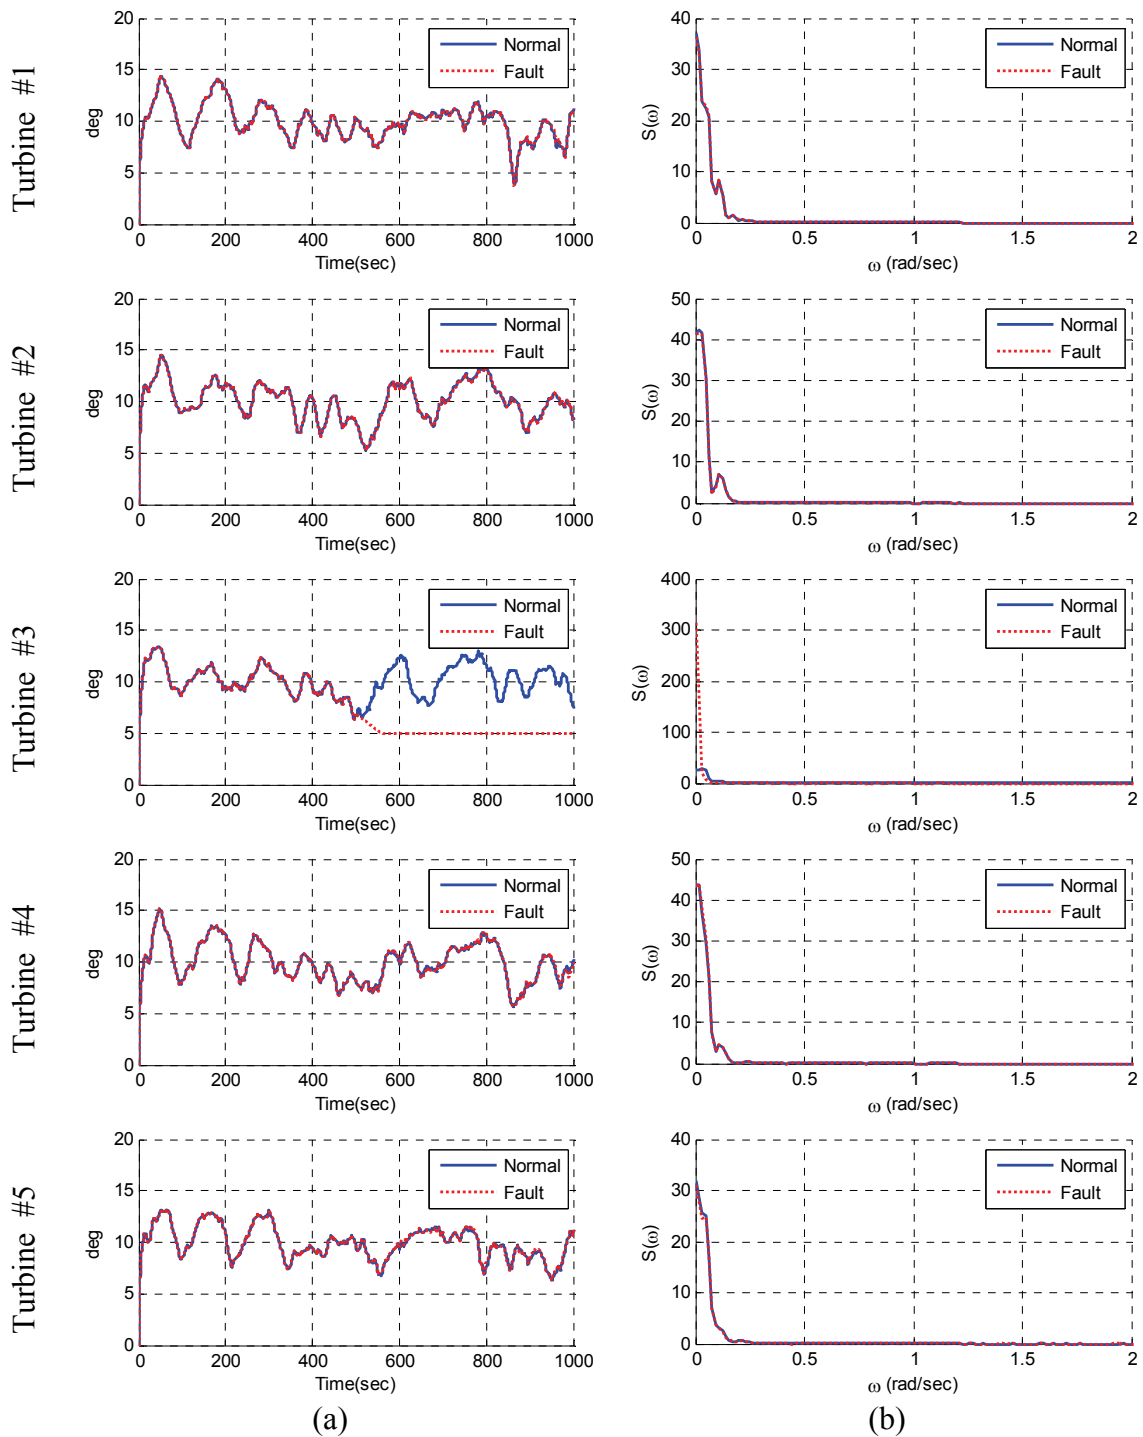 Turbine #1
20
15
10
5
0
deg
Normal
Fault
0 200 400 600 800 1000
Time(sec)
40
30
20
10
0
S(ω)
Normal
Fault
0 0.5 1 1.5 2
ω (rad/sec)
Turbine #2
20
15
10
5
0
deg
Normal
Fault
0 200 400 600 800 1000
Time(sec)
50
40
30
20
10
0
S(ω)
Normal
Fault
0 0.5 1 1.5 2
ω (rad/sec)
Turbine #3
20
15
10
5
0
deg
Normal
Fault
0 200 400 600 800 1000
Time(sec)
400
300
200
100
0
S(ω)
Normal
Fault
0 0.5 1 1.5 2
ω (rad/sec)
Turbine #4
20
15
10
5
0
deg
Normal
Fault
0 200 400 600 800 1000
Time(sec)
50
40
30
20
10
0
S(ω)
Normal
Fault
0 0.5 1 1.5 2
ω (rad/sec)
Turbine #5
20
15
10
5
0
deg
Normal
Fault
0 200 400 600 800 1000
Time(sec)
40
30
20
10
0
S(ω)
Normal
Fault
0 0.5 1 1.5 2
ω (rad/sec)
(a)
(b)